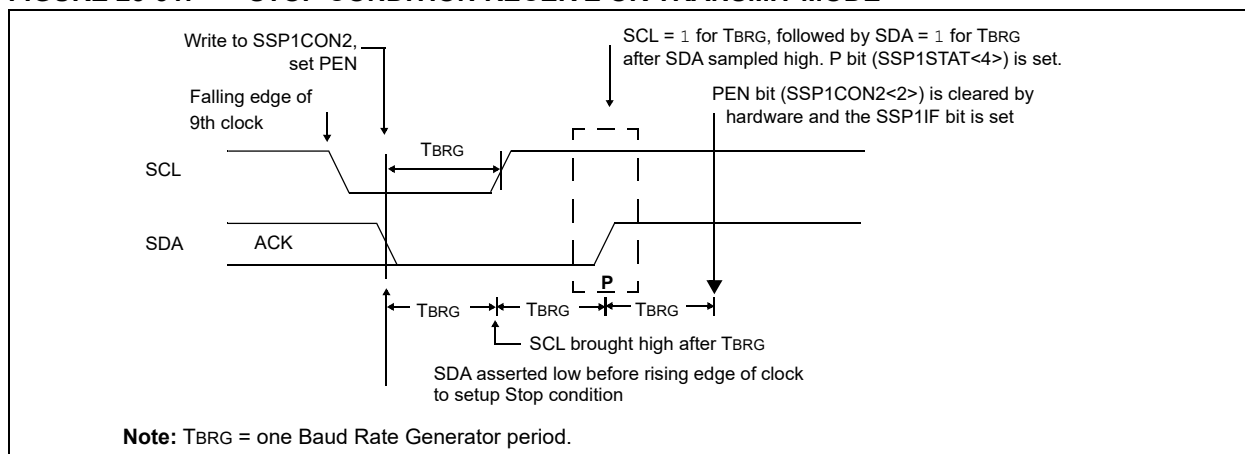 Write to SSP1CON2,
set PEN
SCL = 1 for TBRG, followed by SDA = 1 for TBRG
after SDA sampled high. P bit (SSP1STAT<4>) is set.
Falling edge of
9th clock
PEN bit (SSP1CON2<2>) is cleared by
hardware and the SSP1IF bit is set
TBRG
SCL
SDA
ACK
P
TBRG
TBRG
TBRG
SCL brought high after TBRG
SDA asserted low before rising edge of clock
to setup Stop condition
Note: TBRG = one Baud Rate Generator period.